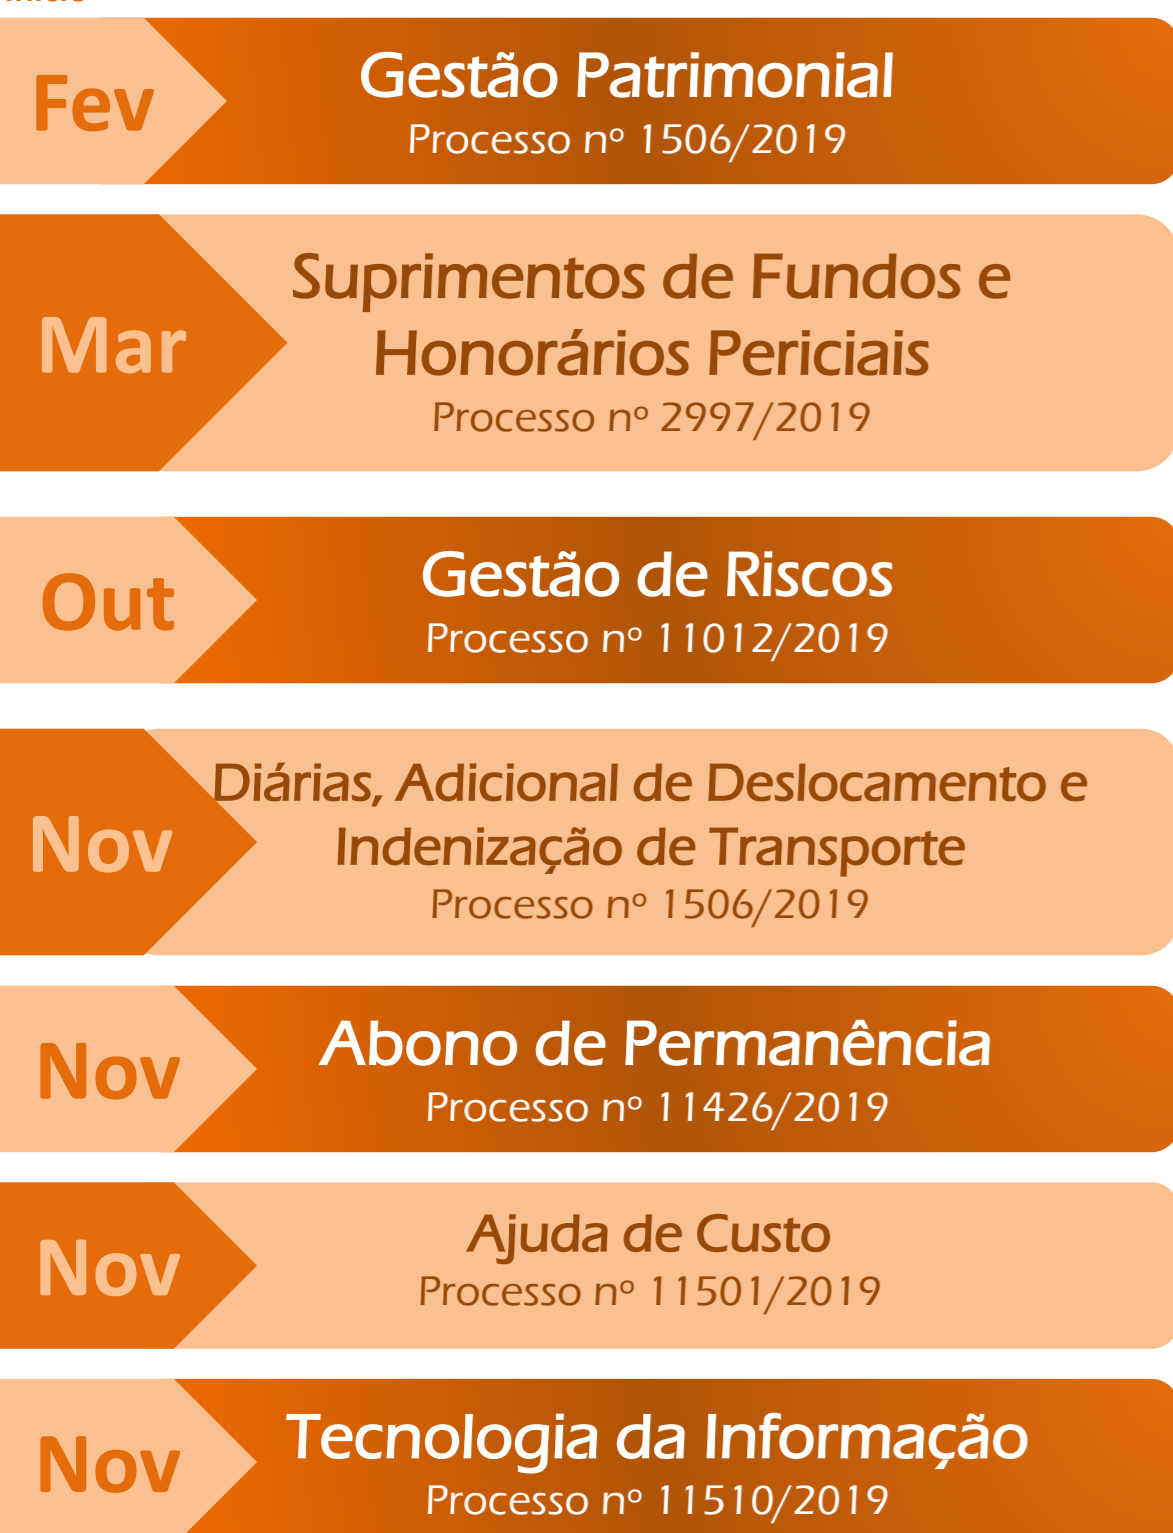 Início
Fev
Gestão Patrimonial
Processo nº 1506/2019
Mar
Suprimentos de Fundos e
Honorários Periciais
Processo nº 2997/2019
Out
Gestão de Riscos
Processo nº 11012/2019
Nov
Diárias, Adicional de Deslocamento e
Indenização de Transporte
Processo nº 1506/2019
Nov
Abono de Permanência
Processo nº 11426/2019
Nov
Ajuda de Custo
Processo nº 11501/2019
Nov
Tecnologia da Informação
Processo nº 11510/2019